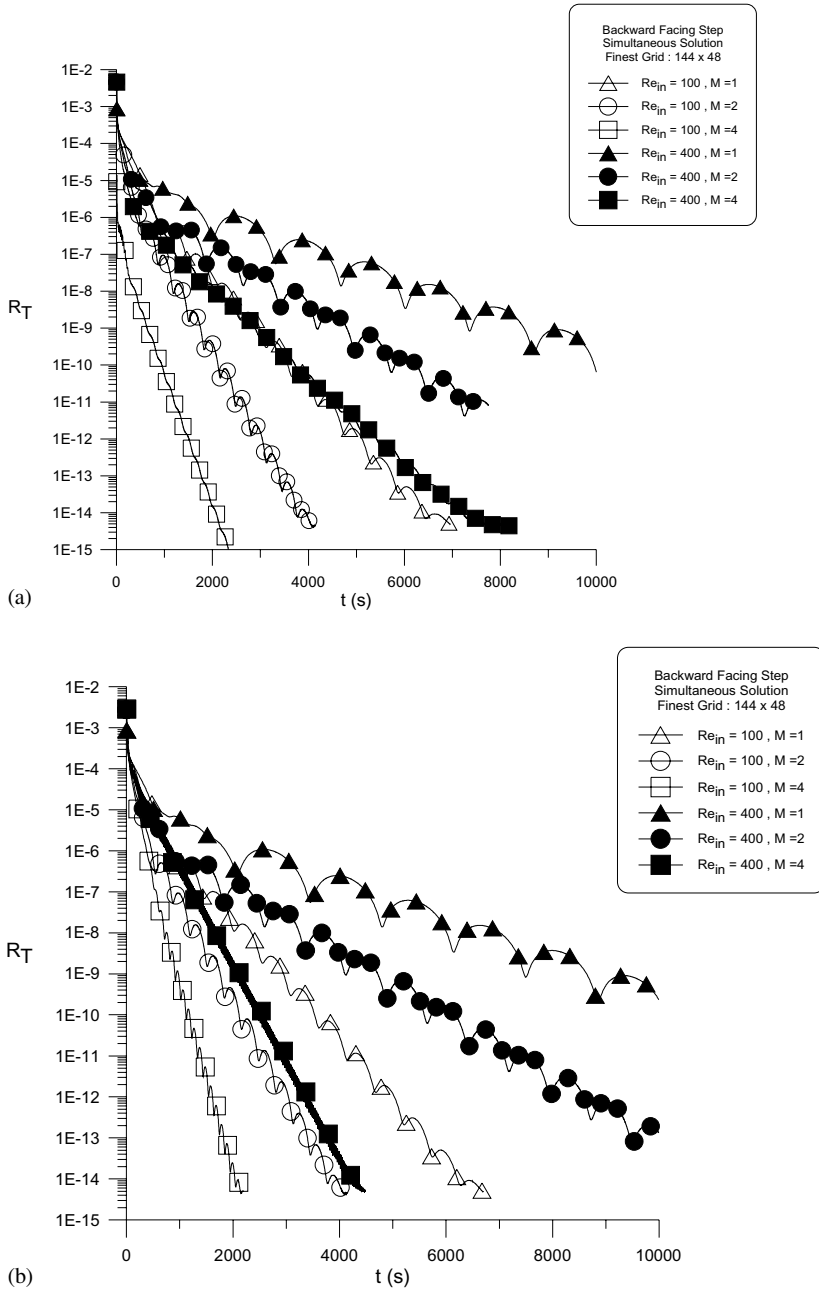 Backward Facing Step
Simultaneous Solution
Finest Grid : 144 x 48
Re_in = 100 , M =1
Re_in = 100 , M =2
Re_in = 100 , M =4
Re_in = 400 , M =1
Re_in = 400 , M =2
Re_in = 400 , M =4
1E-2
1E-3
1E-4
1E-5
1E-6
1E-7
1E-8
1E-9
1E-10
1E-11
1E-12
1E-13
1E-14
1E-15
R_T
0 2000 4000 6000 8000 10000
t (s)
(a)
Backward Facing Step
Simultaneous Solution
Finest Grid : 144 x 48
Re_in = 100 , M =1
Re_in = 100 , M =2
Re_in = 100 , M =4
Re_in = 400 , M =1
Re_in = 400 , M =2
Re_in = 400 , M =4
1E-2
1E-3
1E-4
1E-5
1E-6
1E-7
1E-8
1E-9
1E-10
1E-11
1E-12
1E-13
1E-14
1E-15
R_T
0 2000 4000 6000 8000 10000
t (s)
(b)